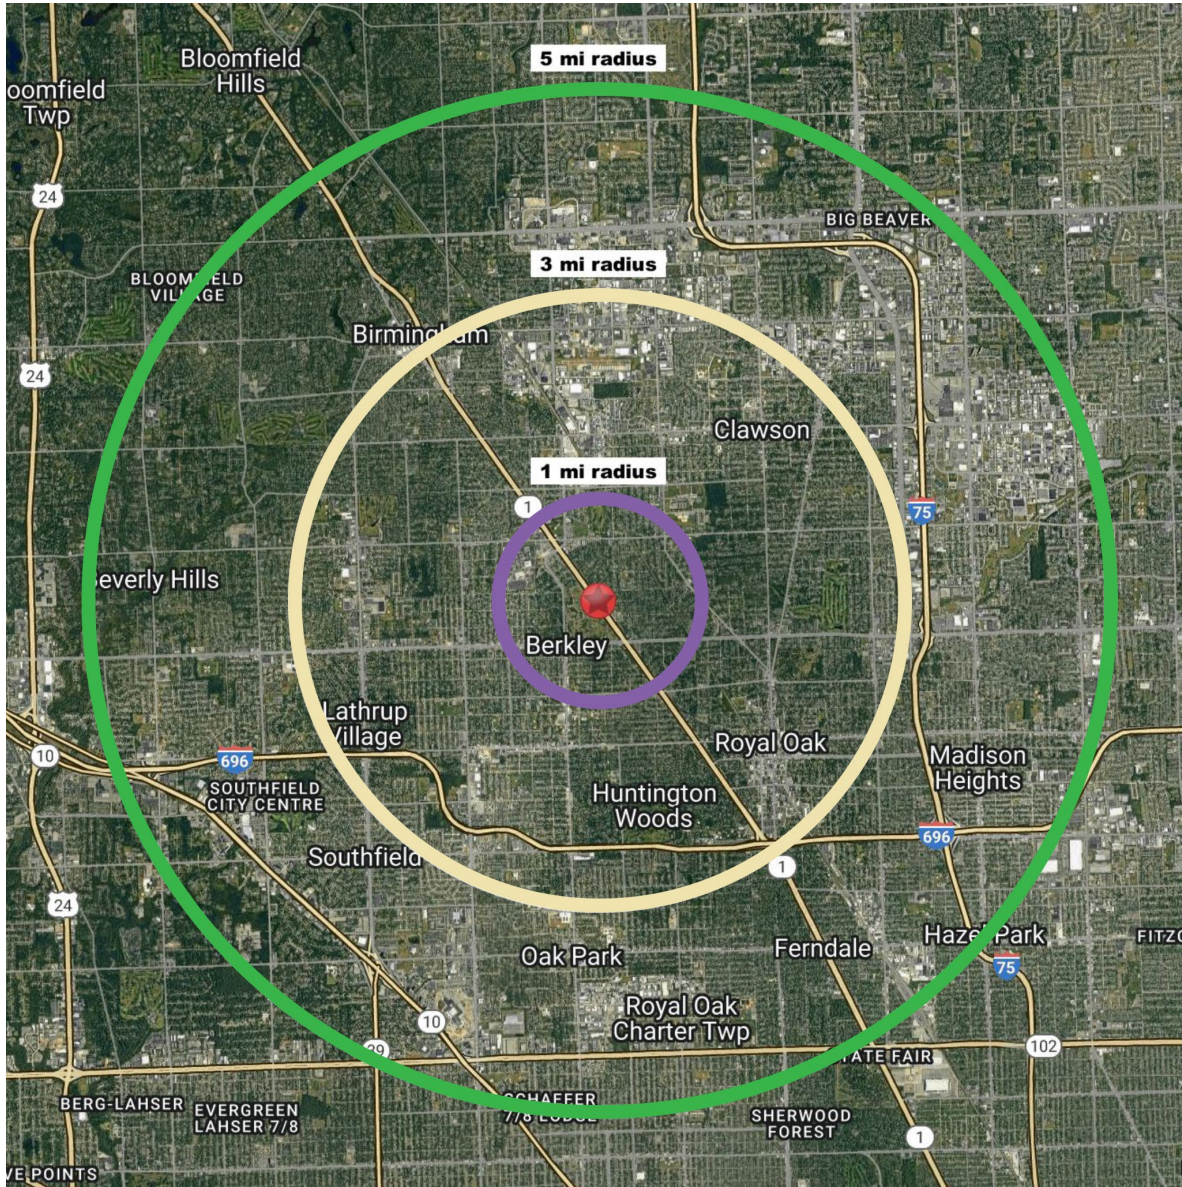 5 mi radius
Bloomfield
Hills
oomfield
Twp
24
BIG BEAVER
3 mi radius
BLOOMFIELD
VILLAGE
Birmingham
24
Clawson
1 mi radius
1
75
everly Hills
Berkley
Lathrup
Village
Royal Oak
10
696
Madison
Heights
SOUTHFIELD
CITY CENTRE
Huntington
Woods
696
Southfield
1
24
Oak Park
Ferndale
Hazel Park
FITZ
75
Royal Oak
Charter Twp
10
39
102
TATE FAIR
BERG-LAHSER
EVERGREEN
LAHSER 7/8
SCHAEFER
7/8 LODGE
SHERWOOD
FOREST
1
VE POINTS